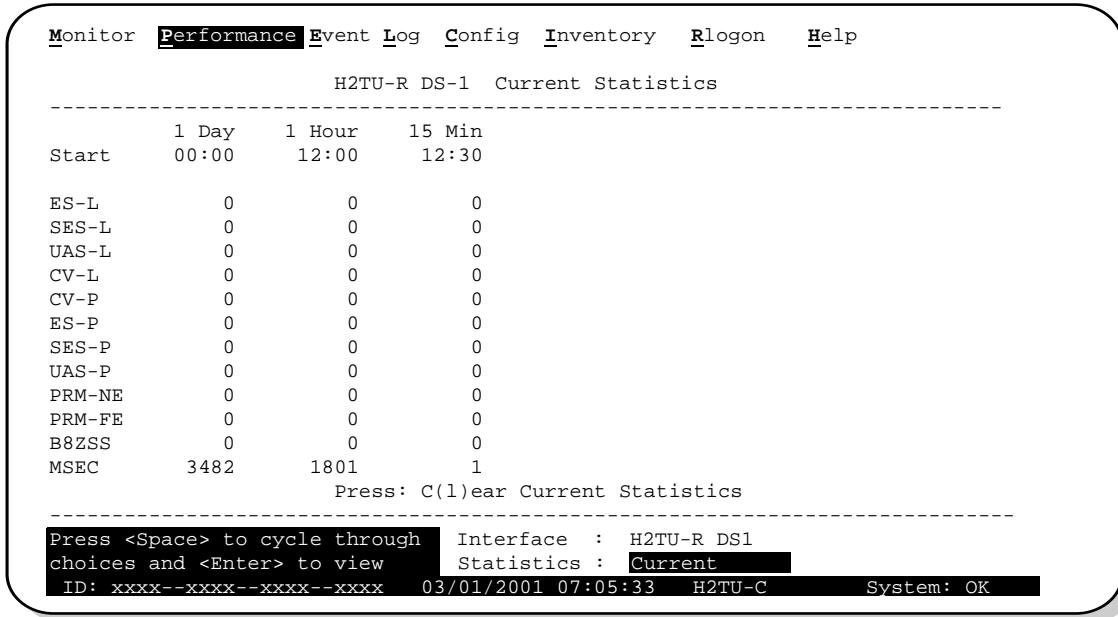 Monitor Performance Event Log Config Inventory Rlogon Help
H2TU-R DS-1 Current Statistics
--------------------------------------------------------------------------------
1 Day 1 Hour 15 Min
Start 00:00 12:00 12:30
ES-L 0 0 0
SES-L 0 0 0
UAS-L 0 0 0
CV-L 0 0 0
CV-P 0 0 0
ES-P 0 0 0
SES-P 0 0 0
UAS-P 0 0 0
PRM-NE 0 0 0
PRM-FE 0 0 0
B8ZSS 0 0 0
MSEC 3482 1801 1
Press: C(l)ear Current Statistics
--------------------------------------------------------------------------------
Press <Space> to cycle through Interface : H2TU-R DS1
choices and <Enter> to view Statistics : Current
ID: xxxx--xxxx--xxxx--xxxx 03/01/2001 07:05:33 H2TU-C System: OK